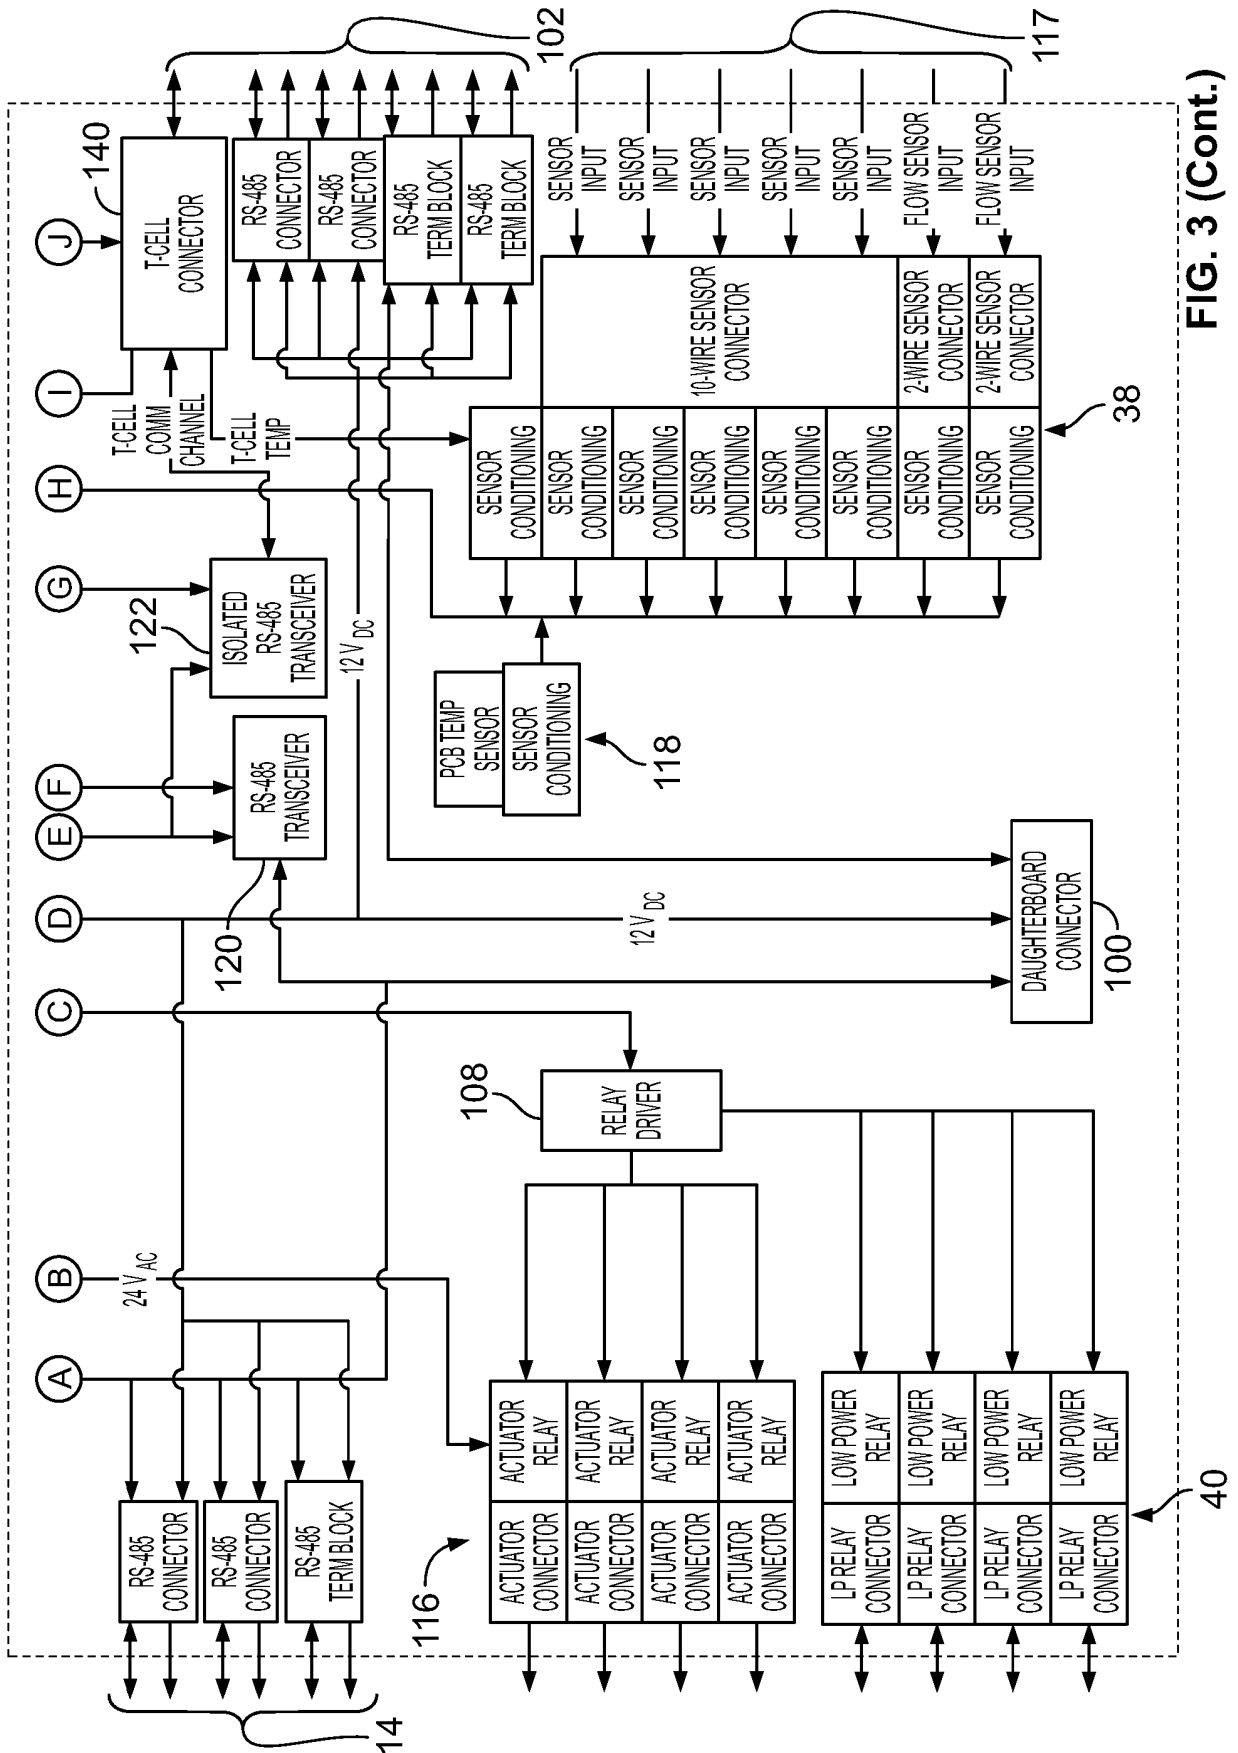 A
B
C
D
E
F
G
H
I
J
24 V AC
120
122
140
T-CELL
CONNECTOR
T-CELL
COMM
CHANNEL
T-CELL
TEMP
ISOLATED
RS-485
TRANSCEIVER
RS-485
TRANSCEIVER
12 V DC
12 V DC
RS-485
CONNECTOR
RS-485
CONNECTOR
RS-485
TERM BLOCK
14
RS-485
CONNECTOR
RS-485
CONNECTOR
RS-485
TERM BLOCK
RS-485
TERM BLOCK
102
108
RELAY
DRIVER
116
ACTUATOR
CONNECTOR
ACTUATOR
RELAY
ACTUATOR
CONNECTOR
ACTUATOR
RELAY
ACTUATOR
CONNECTOR
ACTUATOR
RELAY
ACTUATOR
CONNECTOR
ACTUATOR
RELAY
LP RELAY
CONNECTOR
LOW POWER
RELAY
LP RELAY
CONNECTOR
LOW POWER
RELAY
LP RELAY
CONNECTOR
LOW POWER
RELAY
LP RELAY
CONNECTOR
LOW POWER
RELAY
40
DAUGHTERBOARD
CONNECTOR
100
PCB TEMP
SENSOR
SENSOR
CONDITIONING
118
SENSOR
CONDITIONING
SENSOR
CONDITIONING
SENSOR
CONDITIONING
SENSOR
CONDITIONING
SENSOR
CONDITIONING
SENSOR
CONDITIONING
SENSOR
CONDITIONING
SENSOR
CONDITIONING
38
10-WIRE SENSOR
CONNECTOR
2-WIRE SENSOR
CONNECTOR
2-WIRE SENSOR
CONNECTOR
SENSOR
INPUT
SENSOR
INPUT
SENSOR
INPUT
SENSOR
INPUT
SENSOR
INPUT
FLOW SENSOR
INPUT
FLOW SENSOR
INPUT
117
FIG. 3 (Cont.)